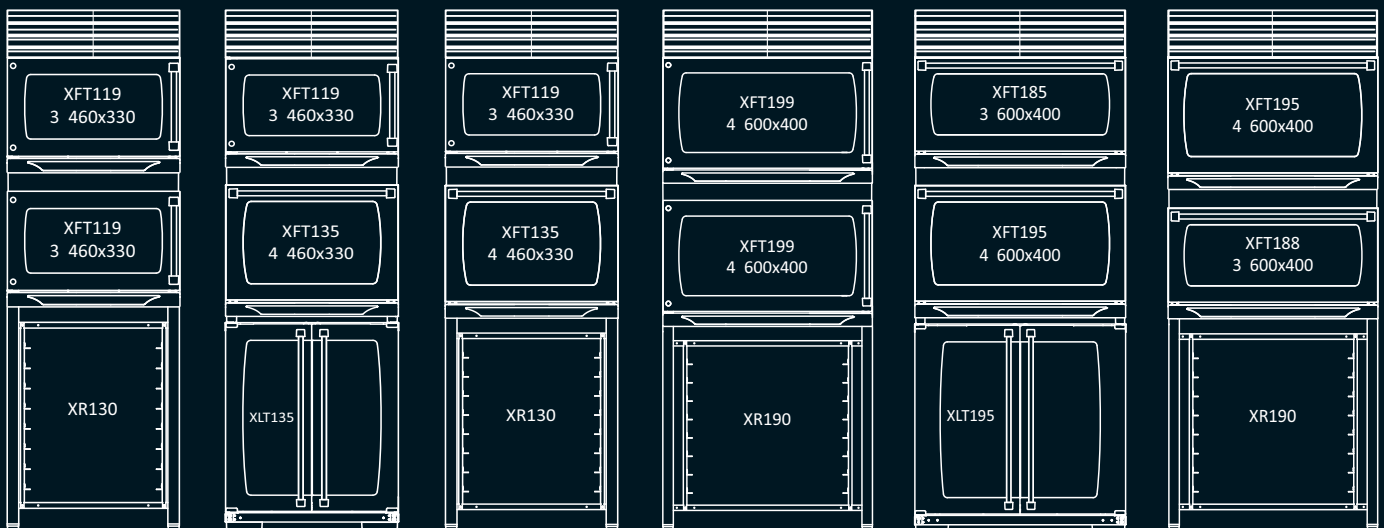 XFT119
3 460x330
XFT119
3 460x330
XR130
XFT119
3 460x330
XFT135
4 460x330
XLT135
XFT119
3 460x330
XFT135
4 460x330
XR130
XFT199
4 600x400
XFT199
4 600x400
XR190
XFT185
3 600x400
XFT195
4 600x400
XLT195
XFT195
4 600x400
XFT188
3 600x400
XR190